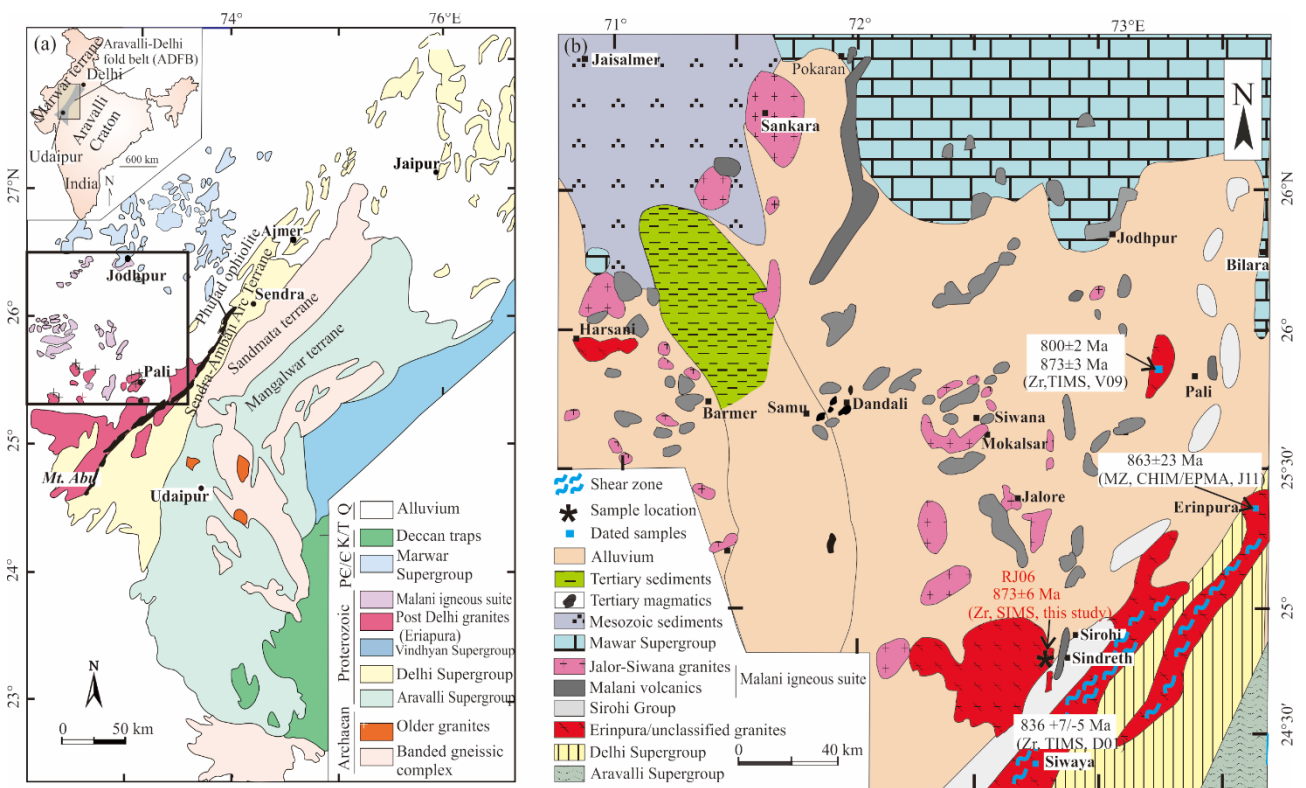 74°
76°E
(a)
Aravalli-Delhi
fold belt (ADFB)
Delhi
Marwar terrane
Aravalli
Craton
Udaipur
600 km
India
N
27°N
26°
25°
24°
23°
Jaipur
Ajmer
Jodhpur
Phulad ophiolite
Sendra
Sendra-Ambaji Arc Terrane
Sandmata terrane
Mangalwar terrane
Pali
Mt. Abu
Udaipur
N
0 50 km
Q
K/T
PЄ/Є
Proterozoic
Archaean
Alluvium
Deccan traps
Marwar
Supergroup
Malani igneous suite
Post Delhi granites
(Eriapura)
Vindhyan Supergroup
Delhi Supergroup
Aravalli Supergroup
Older granites
Banded gneissic
complex
71°
72°
73°E
(b)
Jaisalmer
Pokaran
Sankara
N
26°N
Jodhpur
Bilara
26°
Harsani
800±2 Ma
873±3 Ma
(Zr,TIMS, V09)
Pali
Barmer
Samu
Dandali
Siwana
Mokalsar
863±23 Ma
(MZ, CHIM/EPMA, J11)
Erinpura
25°30'
Jalore
RJ06
873±6 Ma
(Zr, SIMS, this study)
25°
Sirohi
Sindreth
836 +7/-5 Ma
(Zr, TIMS, D01
Siwaya
24°30'
Shear zone
Sample location
Dated samples
Alluvium
Tertiary sediments
Tertiary magmatics
Mesozoic sediments
Mawar Supergroup
Jalor-Siwana granites
Malani volcanics
Malani igneous suite
Sirohi Group
Erinpura/unclassified granites
Delhi Supergroup
Aravalli Supergroup
0 40 km